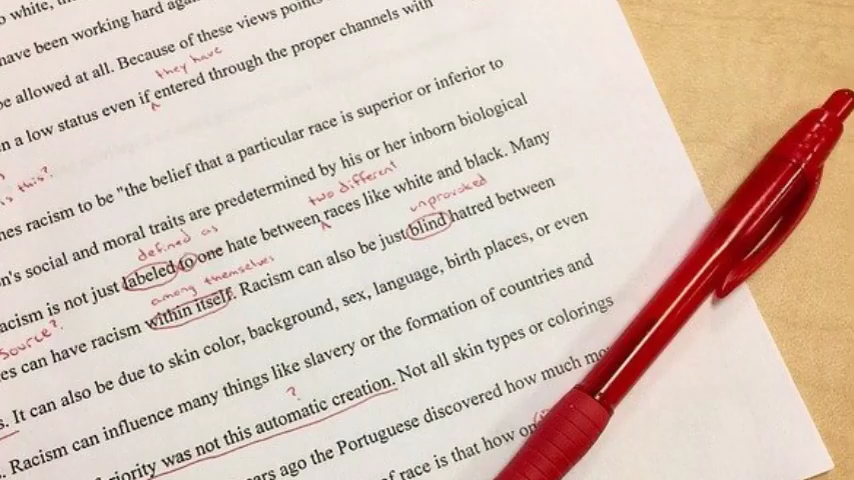 o white, th
have been working hard aga
be allowed at all. Because of these views points
they have
n a low status even if entered through the proper channels with
nes racism to be "the belief that a particular race is superior or inferior to
is this?
n's social and moral traits are predetermined by his or her inborn biological
two different
acism is not just labeled to one hate between races like white and black. Many
defined as
unprovoked
es can have racism within itself. Racism can also be just blind hatred between
among themselves
Source?
s. It can also be due to skin color, background, sex, language, birth places, or even
. Racism can influence many things like slavery or the formation of countries and
?
riority was not this automatic creation. Not all skin types or colorings
ars ago the Portuguese discovered how much mo
of race is that how on